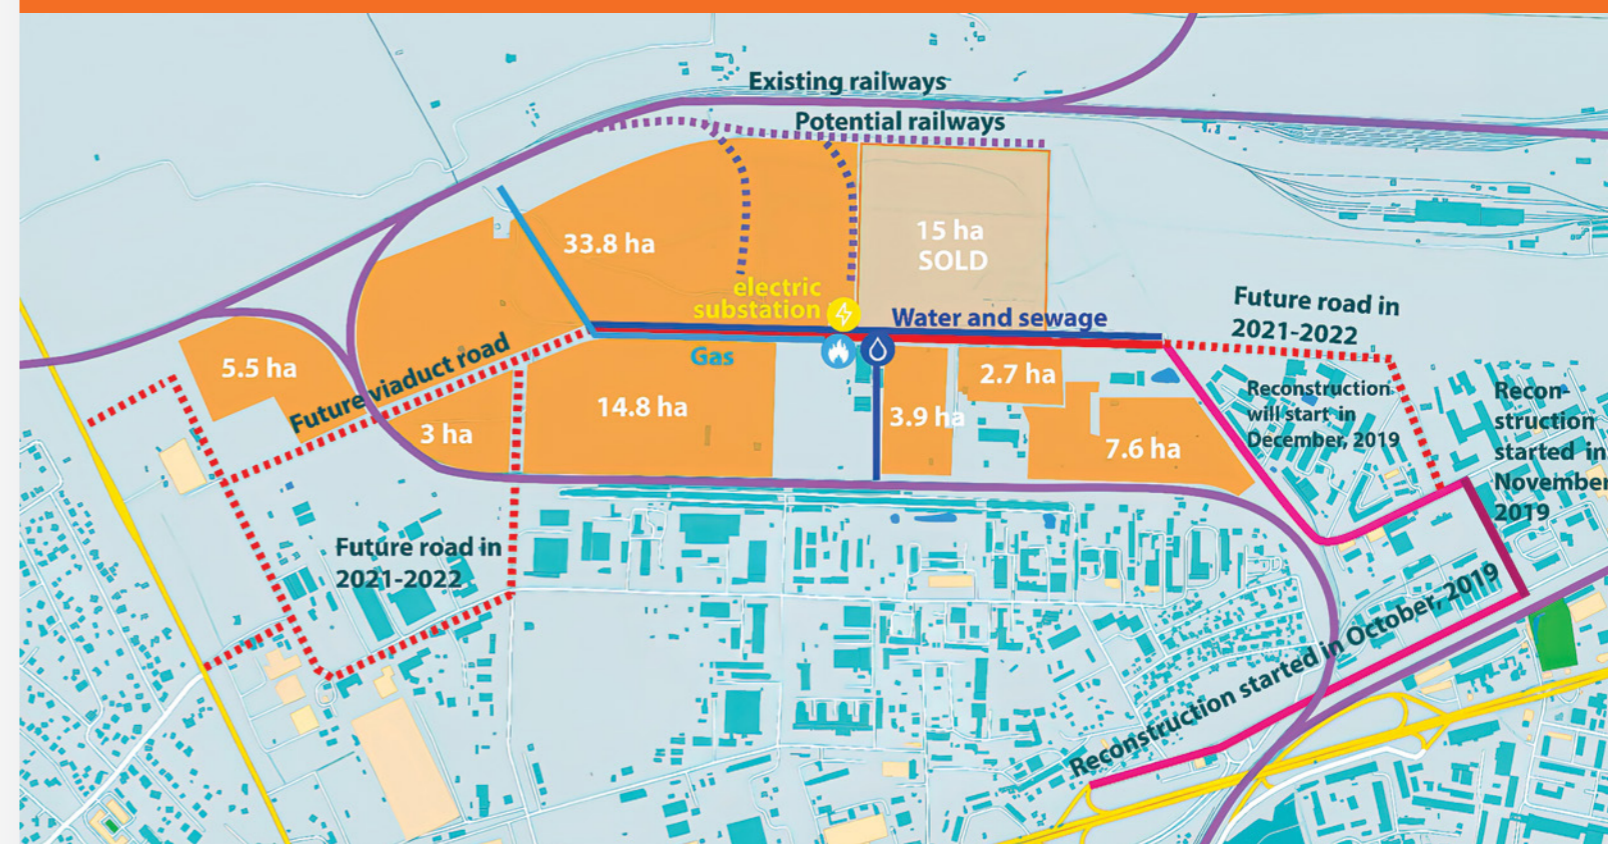 Existing railways
Potential railways
33.8 ha
15 ha
SOLD
electric
substation
Water and sewage
Gas
Future road in
2021-2022
5.5 ha
Future viaduct road
3 ha
14.8 ha
3.9 ha
2.7 ha
7.6 ha
Reconstruction
will start in
December, 2019
Recon-
struction
started in
November
2019
Future road in
2021-2022
Reconstruction started in October, 2019